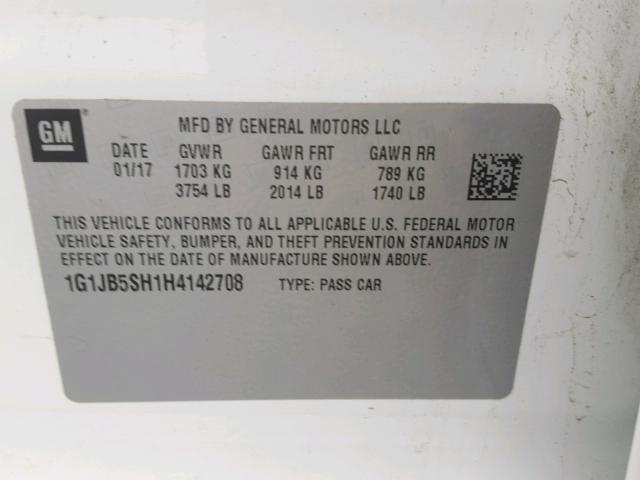 GM® MFD BY GENERAL MOTORS LLC
DATE GVWR GAWR FRT GAWR RR
01/17 1703 KG 914 KG 789 KG
3754 LB 2014 LB 1740 LB
THIS VEHICLE CONFORMS TO ALL APPLICABLE U.S. FEDERAL MOTOR
VEHICLE SAFETY, BUMPER, AND THEFT PREVENTION STANDARDS IN
EFFECT ON THE DATE OF MANUFACTURE SHOWN ABOVE.
1G1JB5SH1H4142708 TYPE: PASS CAR